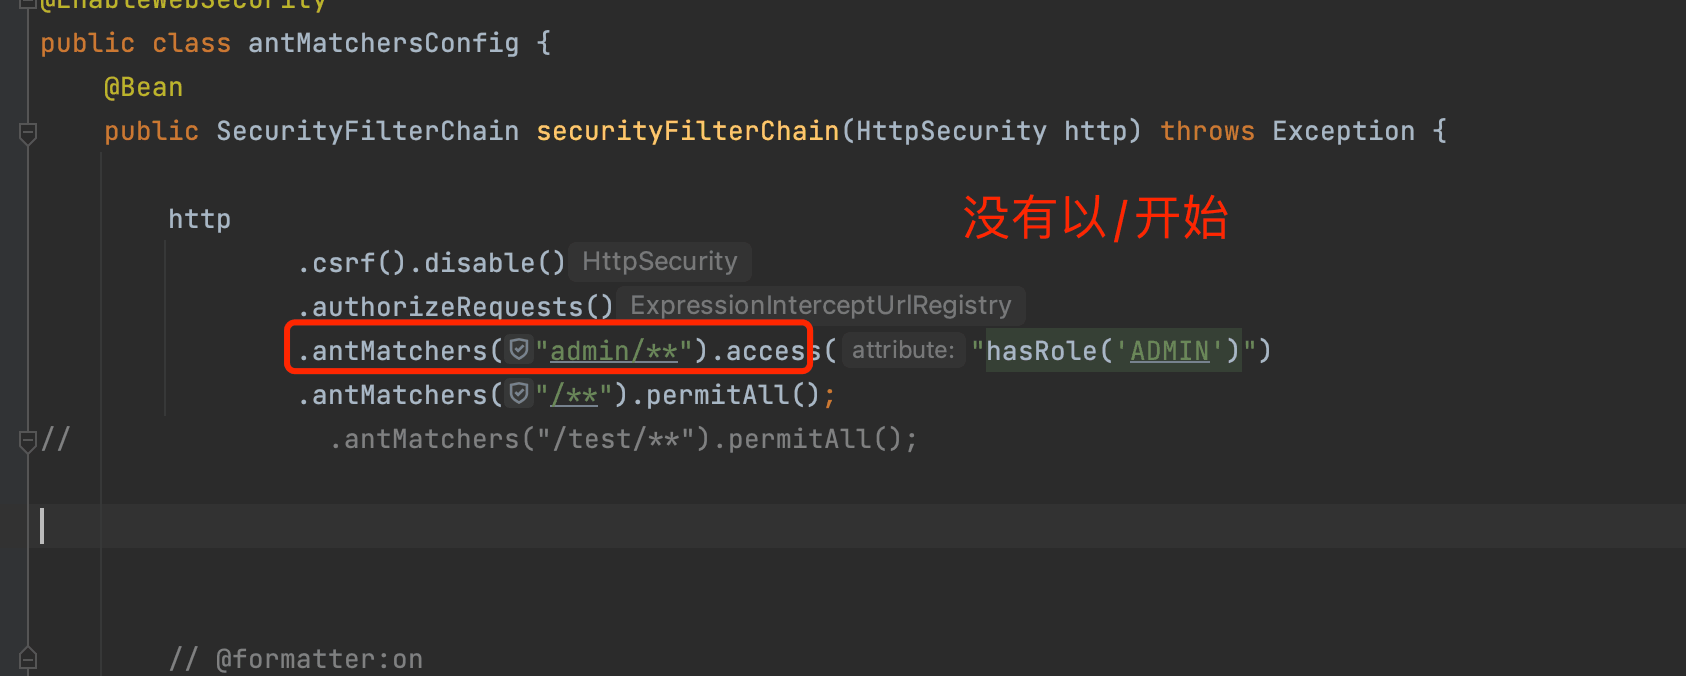 @EnableWebSecurity
public class antMatchersConfig {
@Bean
public SecurityFilterChain securityFilterChain(HttpSecurity http) throws Exception {
没有以/开始
http
.csrf().disable() HttpSecurity
.authorizeRequests() ExpressionInterceptUrlRegistry
.antMatchers("admin/**").access( attribute: "hasRole('ADMIN')")
.antMatchers("/**").permitAll();
// .antMatchers("/test/**").permitAll();
// @formatter:on